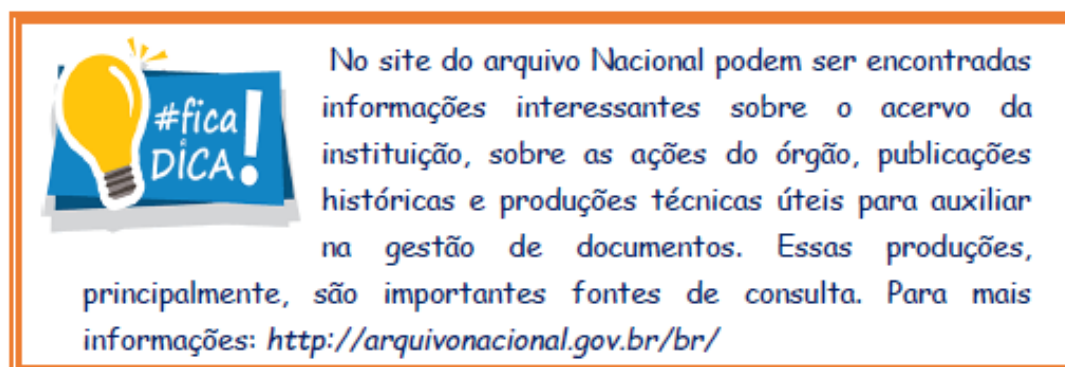 #fica
a
DICA!
No site do arquivo Nacional podem ser encontradas
informações interessantes sobre o acervo da
instituição, sobre as ações do órgão, publicações
históricas e produções técnicas úteis para auxiliar
na gestão de documentos. Essas produções,
principalmente, são importantes fontes de consulta. Para mais
informações: http://arquivonacional.gov.br/br/